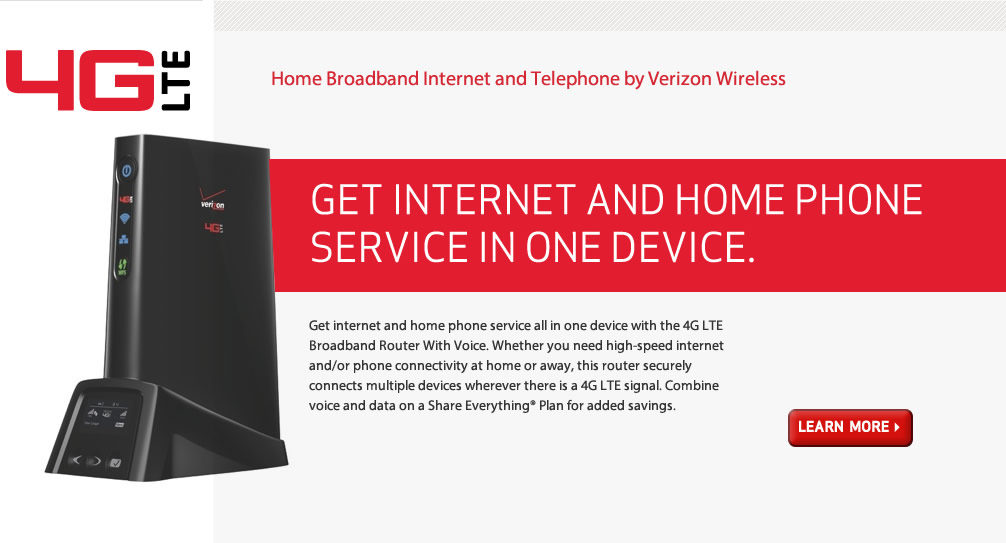 4G LTE
Home Broadband Internet and Telephone by Verizon Wireless
verizon
4G LTE
GET INTERNET AND HOME PHONE
SERVICE IN ONE DEVICE.
Get internet and home phone service all in one device with the 4G LTE
Broadband Router With Voice. Whether you need high-speed internet
and/or phone connectivity at home or away, this router securely
connects multiple devices wherever there is a 4G LTE signal. Combine
voice and data on a Share Everything® Plan for added savings.
LEARN MORE